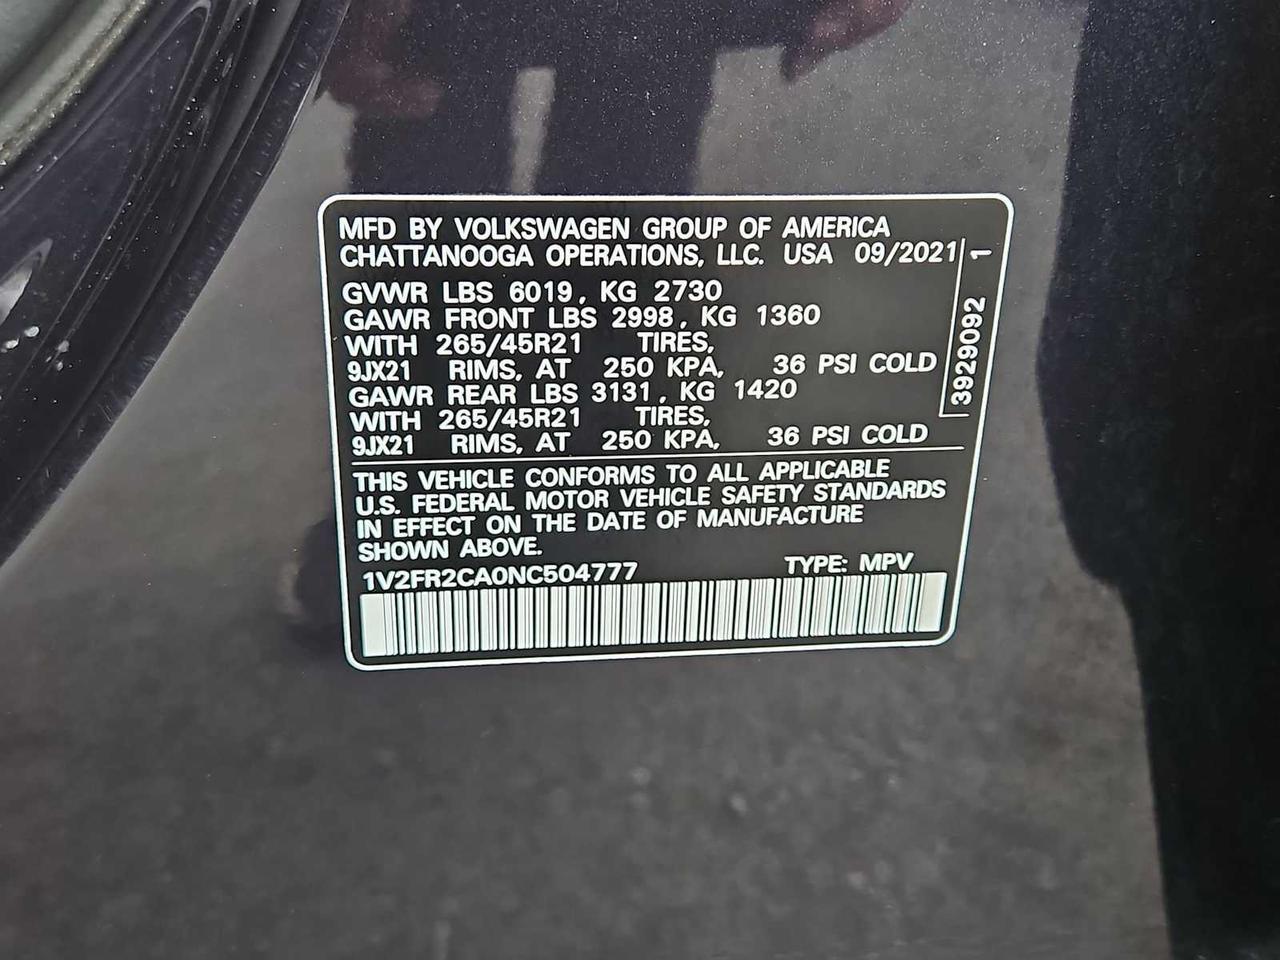 MFD BY VOLKSWAGEN GROUP OF AMERICA
CHATTANOOGA OPERATIONS, LLC. USA 09/2021
GVWR LBS 6019, KG 2730
GAWR FRONT LBS 2998, KG 1360
WITH 265/45R21 TIRES,
9JX21 RIMS, AT 250 KPA, 36 PSI COLD
GAWR REAR LBS 3131, KG 1420
WITH 265/45R21 TIRES,
9JX21 RIMS, AT 250 KPA, 36 PSI COLD
3929092 1
THIS VEHICLE CONFORMS TO ALL APPLICABLE
U.S. FEDERAL MOTOR VEHICLE SAFETY STANDARDS
IN EFFECT ON THE DATE OF MANUFACTURE
SHOWN ABOVE.
1V2FR2CA0NC504777 TYPE: MPV